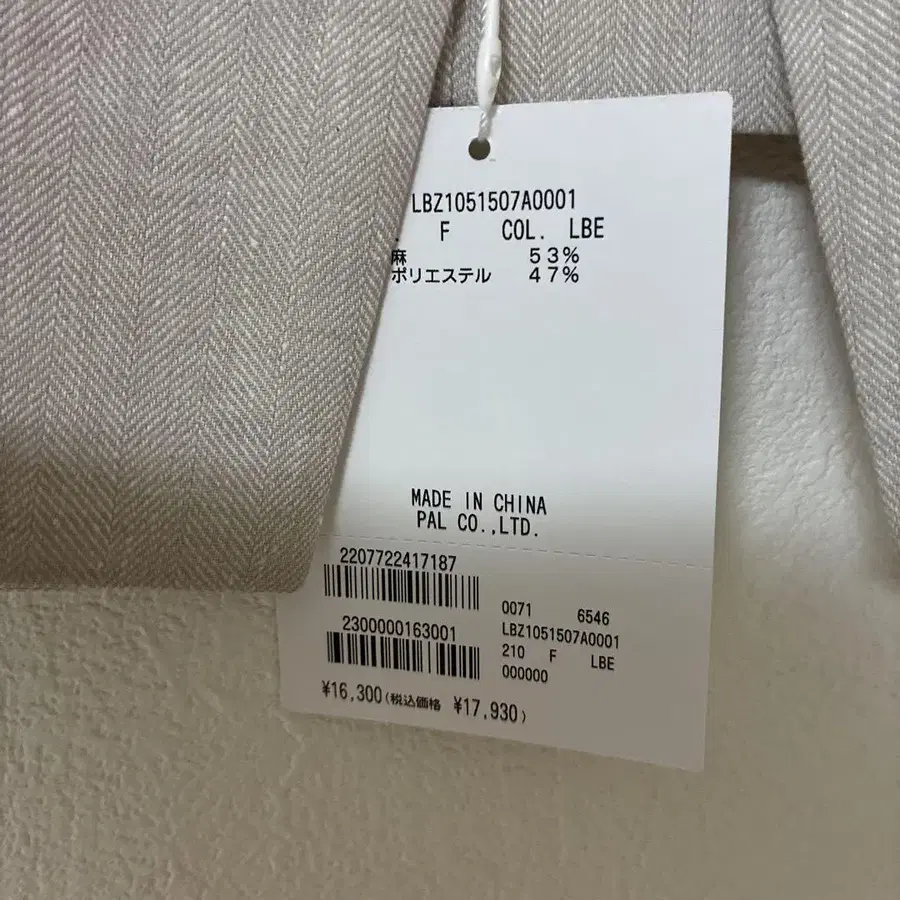 LBZ1051507A0001
. F COL. LBE
麻 53%
ポリエステル 47%
MADE IN CHINA
PAL CO.,LTD.
2207722417187
2300000163001
0071 6546
LBZ1051507A0001
210 F LBE
000000
¥16,300(税込価格 ¥17,930)